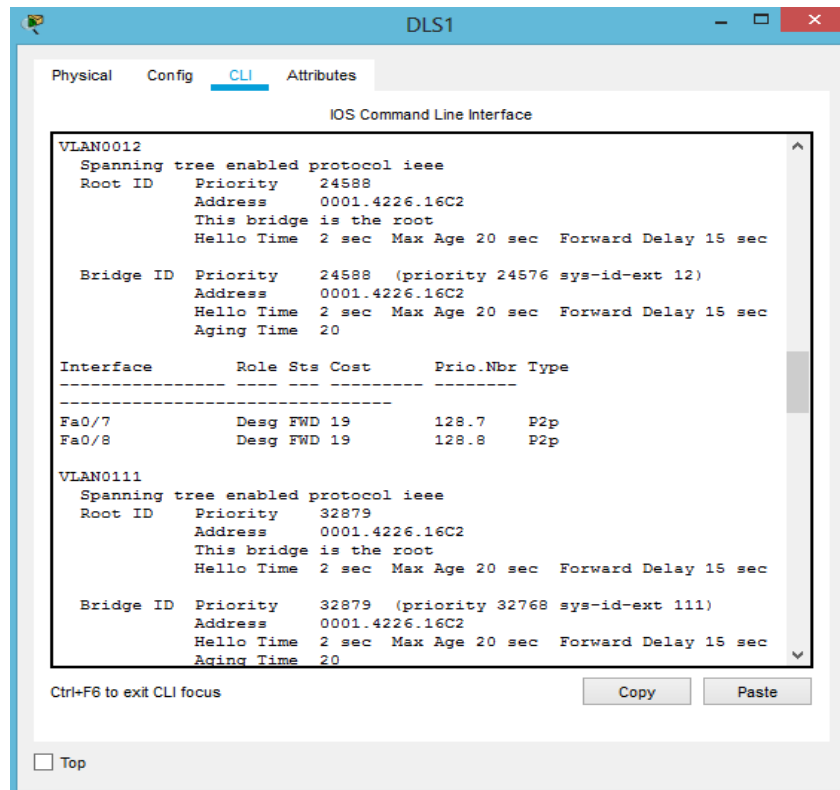 DLS1
Physical Config CLI Attributes
IOS Command Line Interface
VLAN0012
  Spanning tree enabled protocol ieee
  Root ID    Priority    24588
             Address     0001.4226.16C2
             This bridge is the root
             Hello Time  2 sec  Max Age 20 sec  Forward Delay 15 sec

  Bridge ID  Priority    24588  (priority 24576 sys-id-ext 12)
             Address     0001.4226.16C2
             Hello Time  2 sec  Max Age 20 sec  Forward Delay 15 sec
             Aging Time  20

Interface        Role Sts Cost      Prio.Nbr Type
---------------- ---- --- --------- --------
--------------------------------
Fa0/7            Desg FWD 19        128.7    P2p
Fa0/8            Desg FWD 19        128.8    P2p

VLAN0111
  Spanning tree enabled protocol ieee
  Root ID    Priority    32879
             Address     0001.4226.16C2
             This bridge is the root
             Hello Time  2 sec  Max Age 20 sec  Forward Delay 15 sec

  Bridge ID  Priority    32879  (priority 32768 sys-id-ext 111)
             Address     0001.4226.16C2
             Hello Time  2 sec  Max Age 20 sec  Forward Delay 15 sec
             Aging Time  20
Ctrl+F6 to exit CLI focus Copy Paste
Top